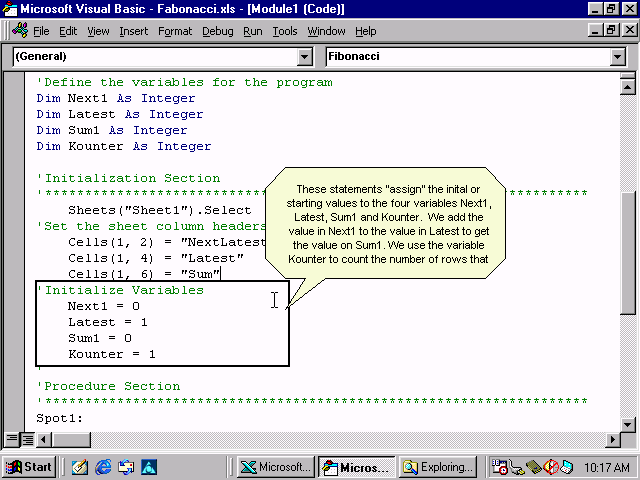 Microsoft Visual Basic - Fabonacci.xls - [Module1 (Code)]
File Edit View Insert Format Debug Run Tools Window Help
(General) Fibonacci
'Define the variables for the program
Dim Next1 As Integer
Dim Latest As Integer
Dim Sum1 As Integer
Dim Kounter As Integer
'Initialization Section
'*********************************************************************
Sheets("Sheet1").Select
'Set the sheet column headers
Cells(1, 2) = "NextLatest
Cells(1, 4) = "Latest"
Cells(1, 6) = "Sum"
'Initialize Variables
Next1 = 0
Latest = 1
Sum1 = 0
Kounter = 1
'
'Procedure Section
'*********************************************************************
Spot1:
These statements "assign" the inital or
starting values to the four variables Next1,
Latest, Sum1 and Kounter. We add the
value in Next1 to the value in Latest to get
the value on Sum1. We use the variable
Kounter to count the number of rows that
Start Microsoft... Micros... Exploring... 10:17 AM